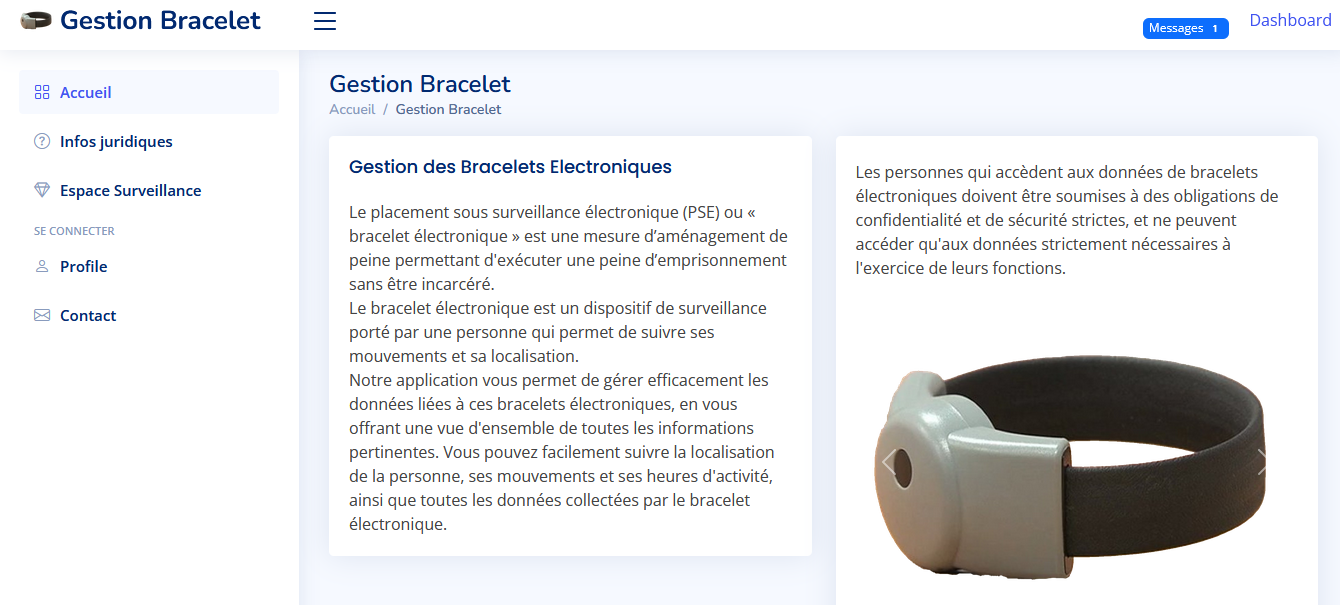 Gestion Bracelet
Messages 1
Dashboard
Accueil
Infos juridiques
Espace Surveillance
SE CONNECTER
Profile
Contact
Gestion Bracelet
Accueil / Gestion Bracelet
Gestion des Bracelets Electroniques
Le placement sous surveillance électronique (PSE) ou «
bracelet électronique » est une mesure d’aménagement de
peine permettant d'exécuter une peine d’emprisonnement
sans être incarcéré.
Le bracelet électronique est un dispositif de surveillance
porté par une personne qui permet de suivre ses
mouvements et sa localisation.
Notre application vous permet de gérer efficacement les
données liées à ces bracelets électroniques, en vous
offrant une vue d'ensemble de toutes les informations
pertinentes. Vous pouvez facilement suivre la localisation
de la personne, ses mouvements et ses heures d'activité,
ainsi que toutes les données collectées par le bracelet
électronique.
Les personnes qui accèdent aux données de bracelets
électroniques doivent être soumises à des obligations de
confidentialité et de sécurité strictes, et ne peuvent
accéder qu'aux données strictement nécessaires à
l'exercice de leurs fonctions.